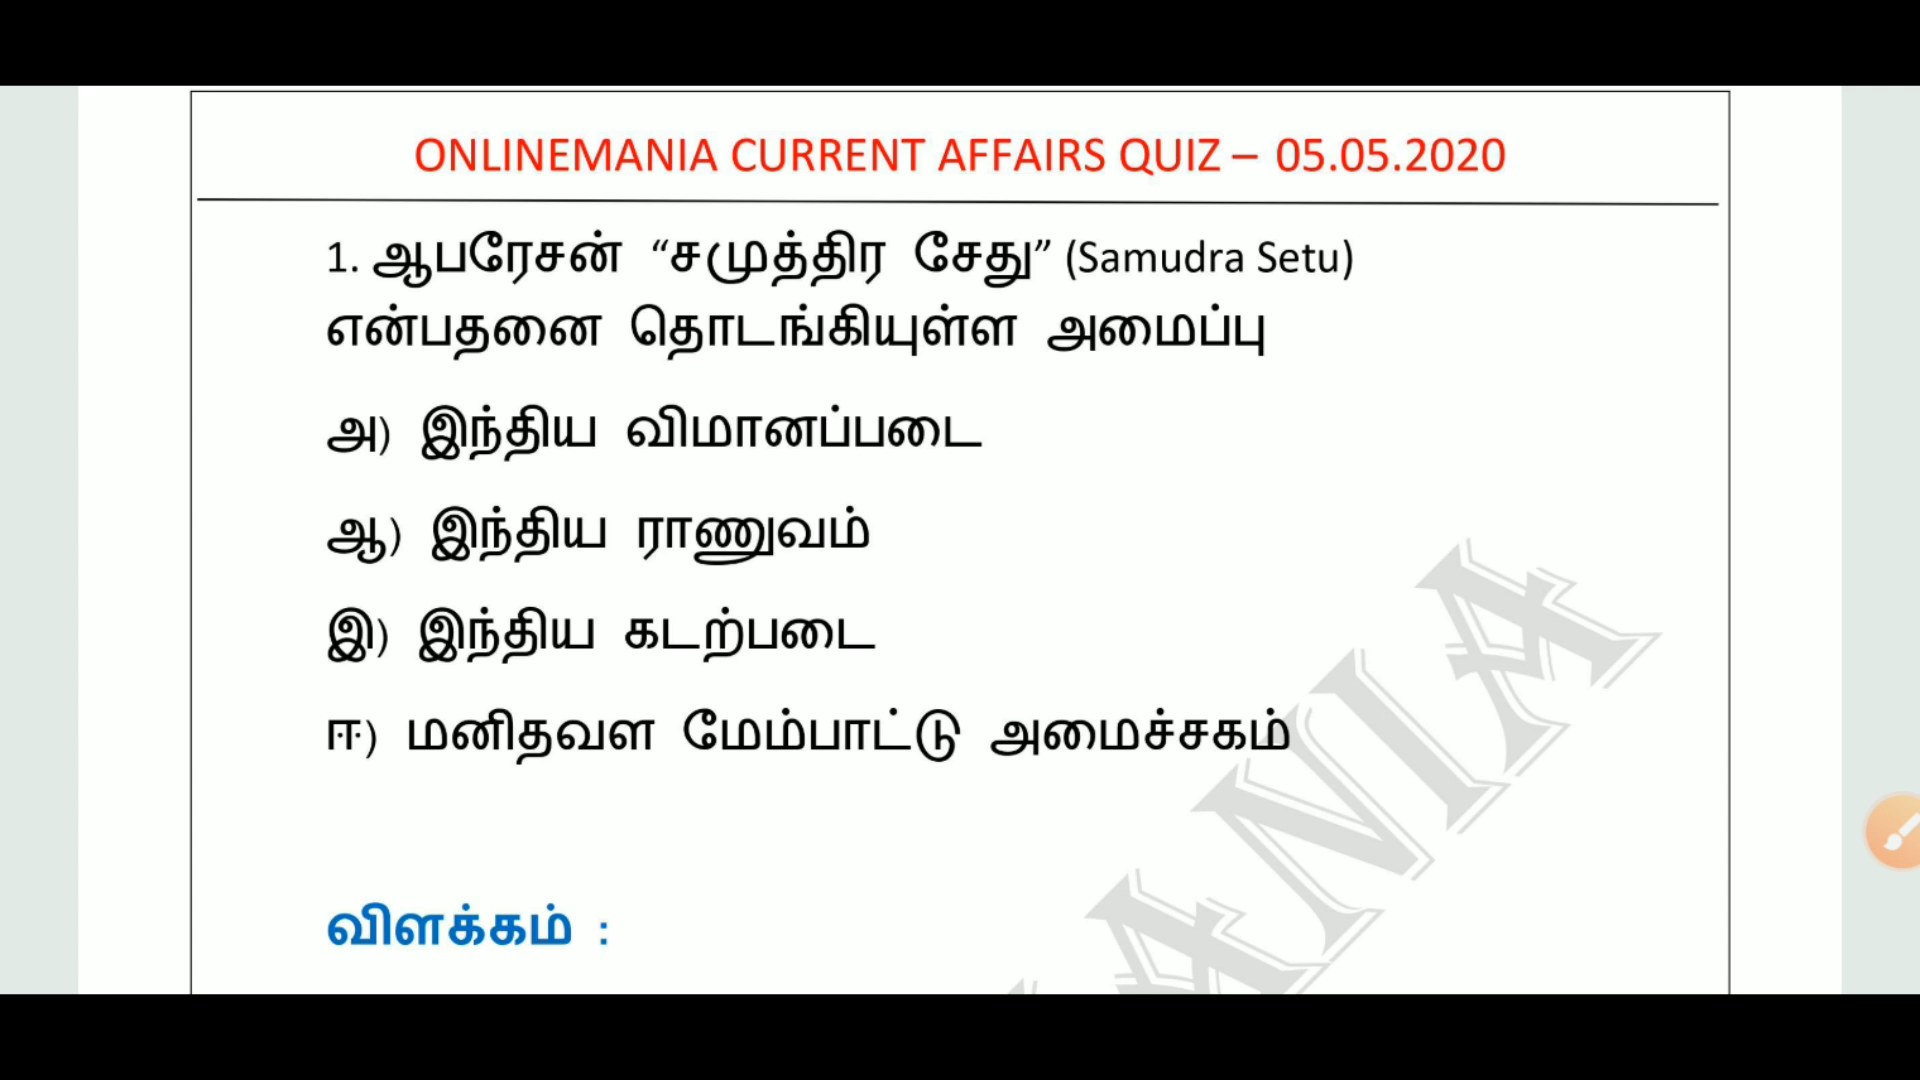 ONLINEMANIA CURRENT AFFAIRS QUIZ – 05.05.2020
1. ஆபரேசன் “சமுத்திர சேது” (Samudra Setu)
என்பதனை தொடங்கியுள்ள அமைப்பு
அ) இந்திய விமானப்படை
ஆ) இந்திய ராணுவம்
இ) இந்திய கடற்படை
ஈ) மனிதவள மேம்பாட்டு அமைச்சகம்
விளக்கம் :
ANIA